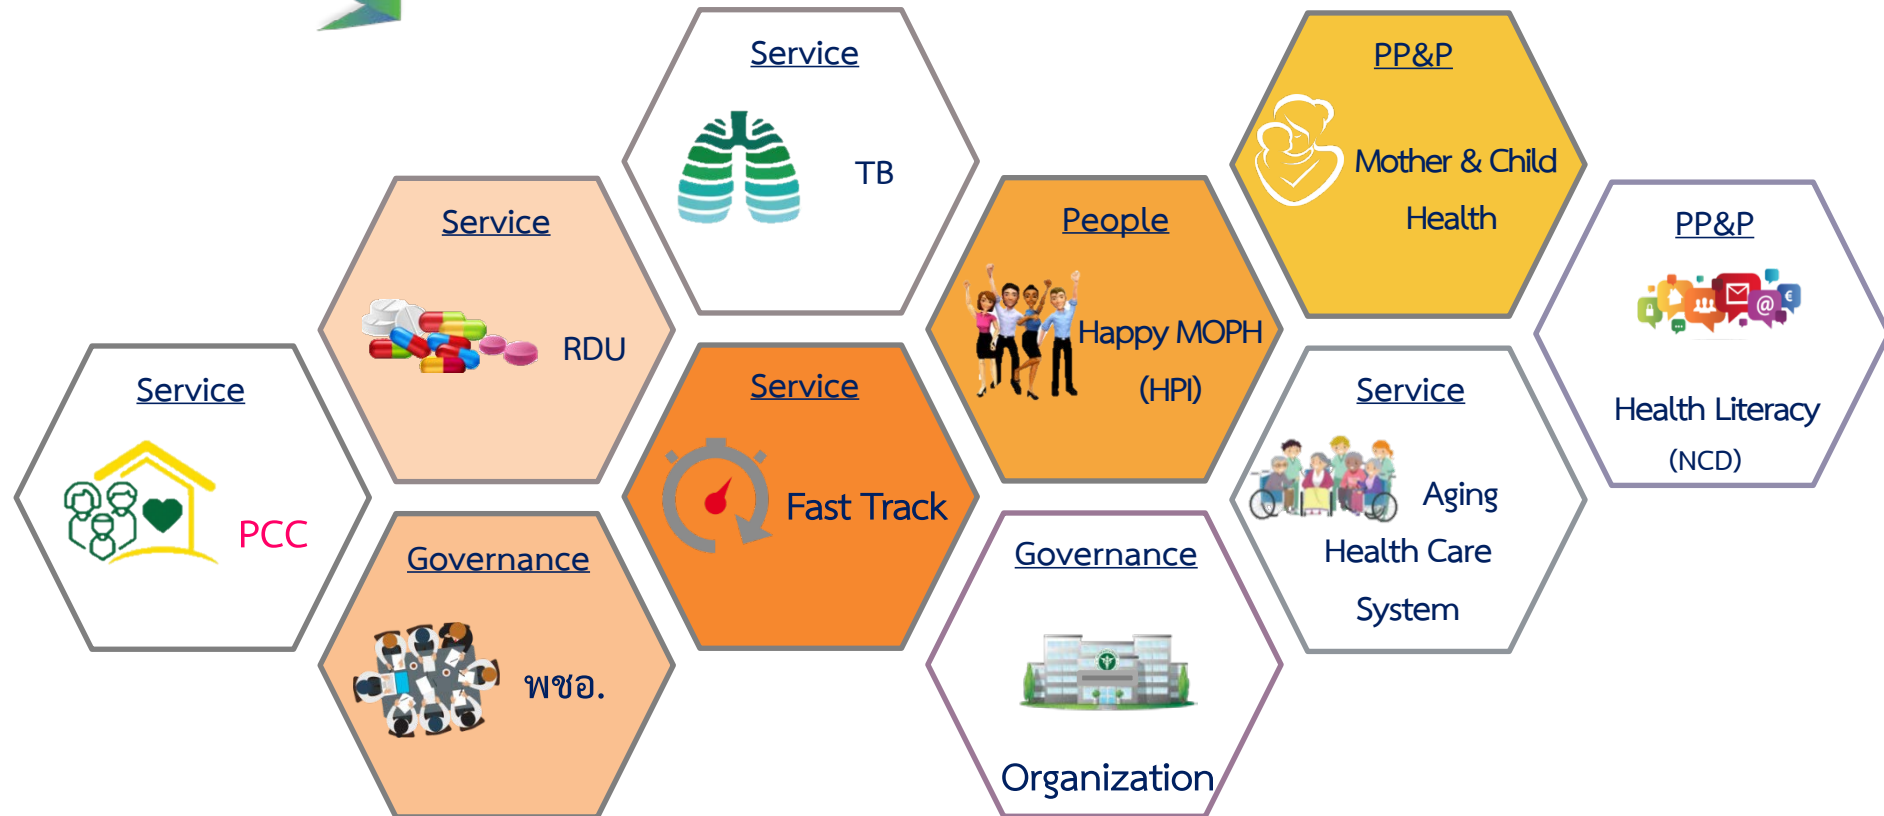 Service
PCC
Service
RDU
Governance
พชอ.
Service
TB
Service
Fast Track
People
Happy MOPH
(HPI)
Governance
Organization
PP&P
Mother & Child
Health
Service
Aging
Health Care
System
PP&P
@
€
Health Literacy
(NCD)